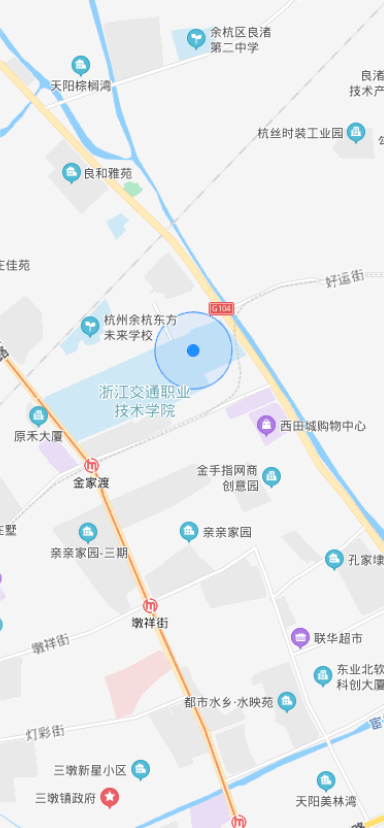 余杭区良渚
第二中学
天阳棕榈湾
良渚
技术产
杭丝时装工业园
良和雅苑
佳苑
好运街
G104
杭州余杭东方
未来学校
路
浙江交通职业
技术学院
原禾大厦
西田城购物中心
金家渡
金手指网商
创意园
墅
亲亲家园
亲亲家园-三期
孔家埭
墩祥街
墩祥街
联华超市
东业北软
科创大厦
都市水乡·水映苑
灯彩街
三墩新星小区
三墩镇政府
天阳美林湾
路